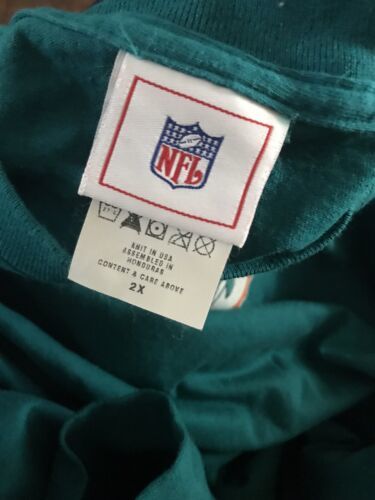 NFL
KNIT IN USA
ASSEMBLED IN
HONDURAS
CONTENT & CARE ABOVE
2X